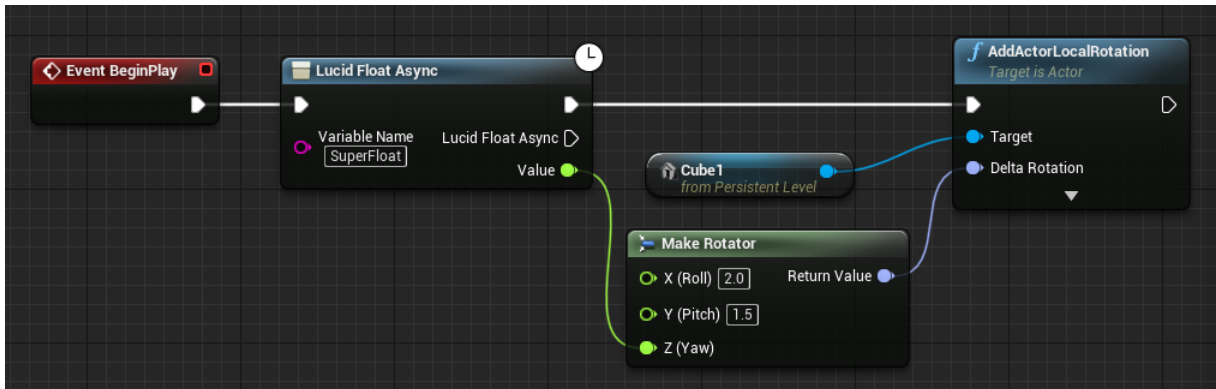 Event BeginPlay
Lucid Float Async
Variable Name
SuperFloat
Lucid Float Async
Value
Cube1
from Persistent Level
Make Rotator
X (Roll) 2.0
Return Value
Y (Pitch) 1.5
Z (Yaw)
AddActorLocalRotation
Target is Actor
Target
Delta Rotation